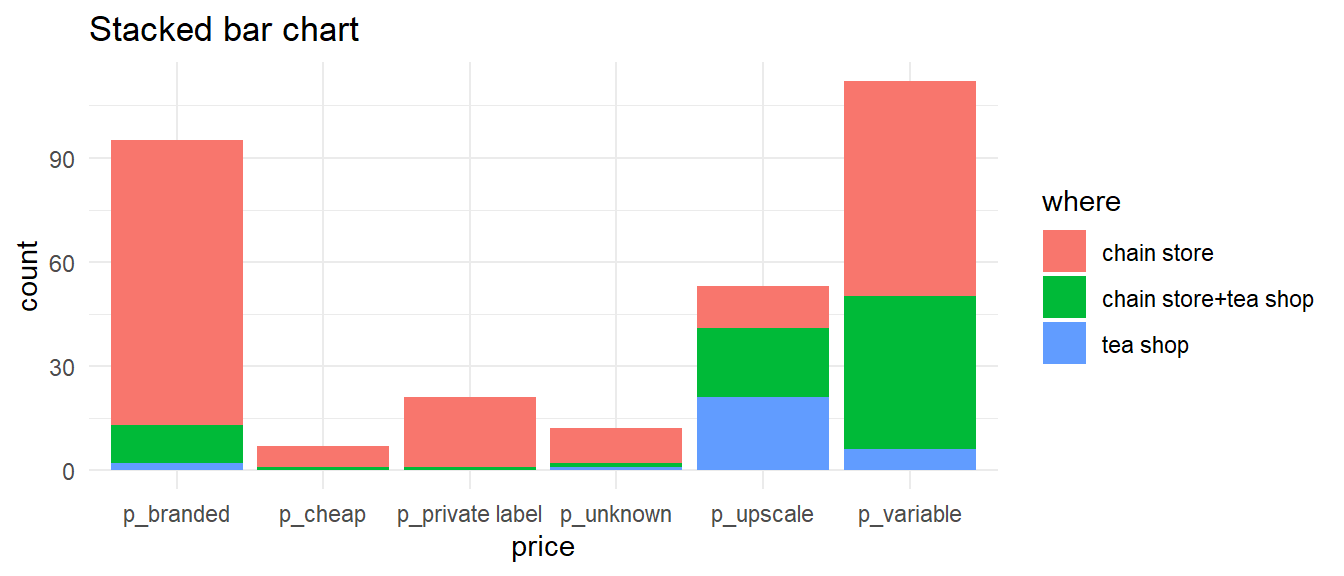 Stacked bar chart
count
90
60
30
0
p_branded p_cheap p_private label p_unknown p_upscale p_variable
price
where
chain store
chain store+tea shop
tea shop